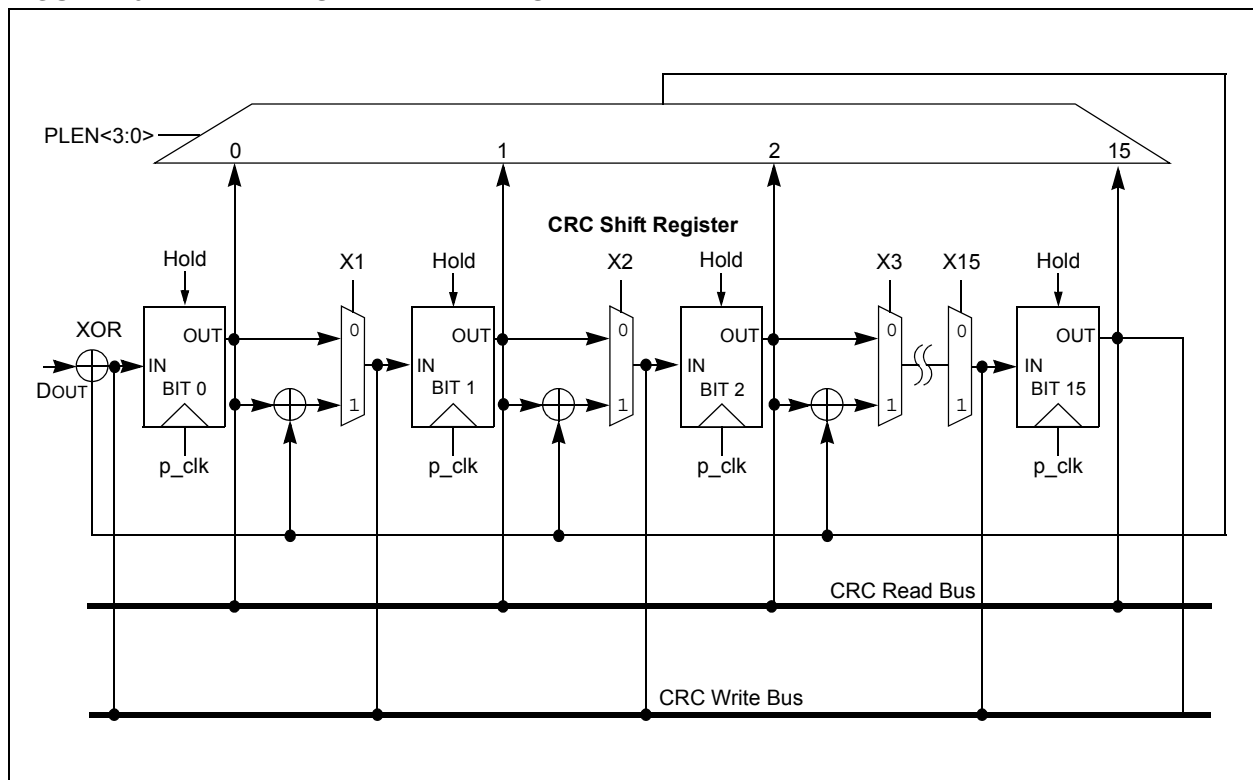 PLEN<3:0>
0 1 2 15
CRC Shift Register
Hold X1 Hold X2 Hold X3 X15 Hold
XOR
OUT 0 OUT 0 OUT 0 0 OUT
IN IN IN IN
DOUT
BIT 0 1 BIT 1 1 BIT 2 1 1 BIT 15
p_clk p_clk p_clk p_clk
CRC Read Bus
CRC Write Bus